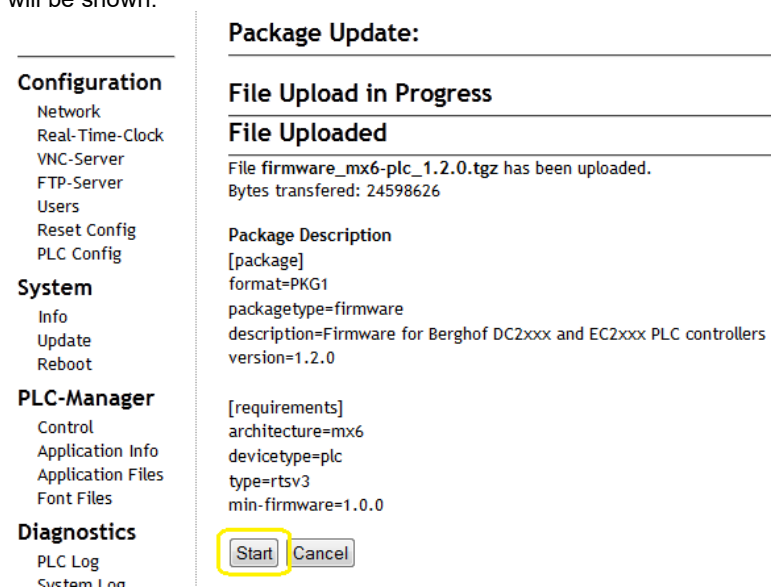 will be shown.
Configuration
Network
Real-Time-Clock
VNC-Server
FTP-Server
Users
Reset Config
PLC Config
System
Info
Update
Reboot
PLC-Manager
Control
Application Info
Application Files
Font Files
Diagnostics
PLC Log
System Log
Package Update:
File Upload in Progress
File Uploaded
File firmware_mx6-plc_1.2.0.tgz has been uploaded.
Bytes transfered: 24598626
Package Description
[package]
format=PKG1
packagetype=firmware
description=Firmware for Berghof DC2xxx and EC2xxx PLC controllers
version=1.2.0
[requirements]
architecture=mx6
devicetype=plc
type=rtsv3
min-firmware=1.0.0
Start Cancel